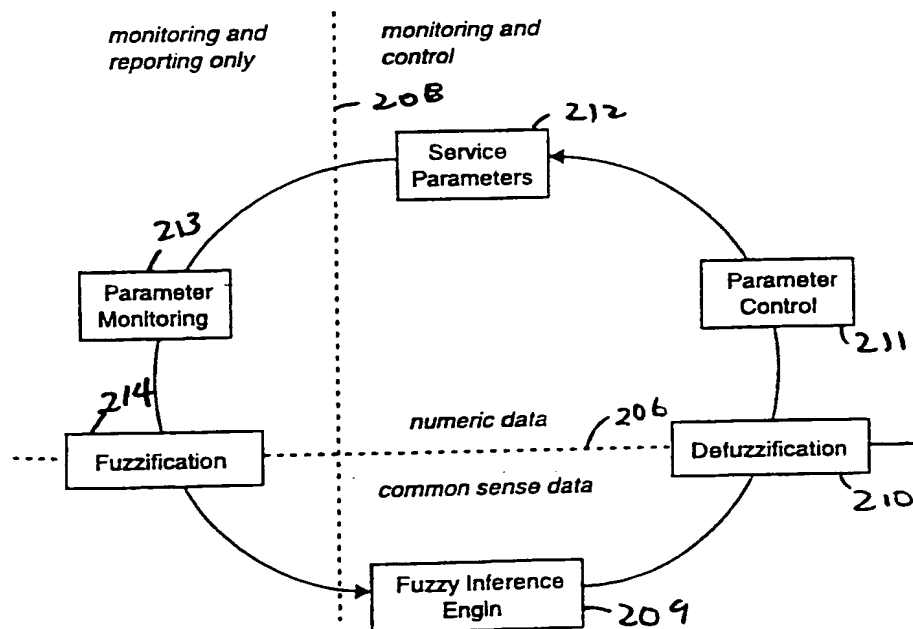 monitoring and
reporting only
monitoring and
control
208
212
Service
Parameters
213
Parameter
Monitoring
Parameter
Control
211
214
numeric data
206
Fuzzification
Defuzzification
common sense data
210
Fuzzy Inference
Engin
209